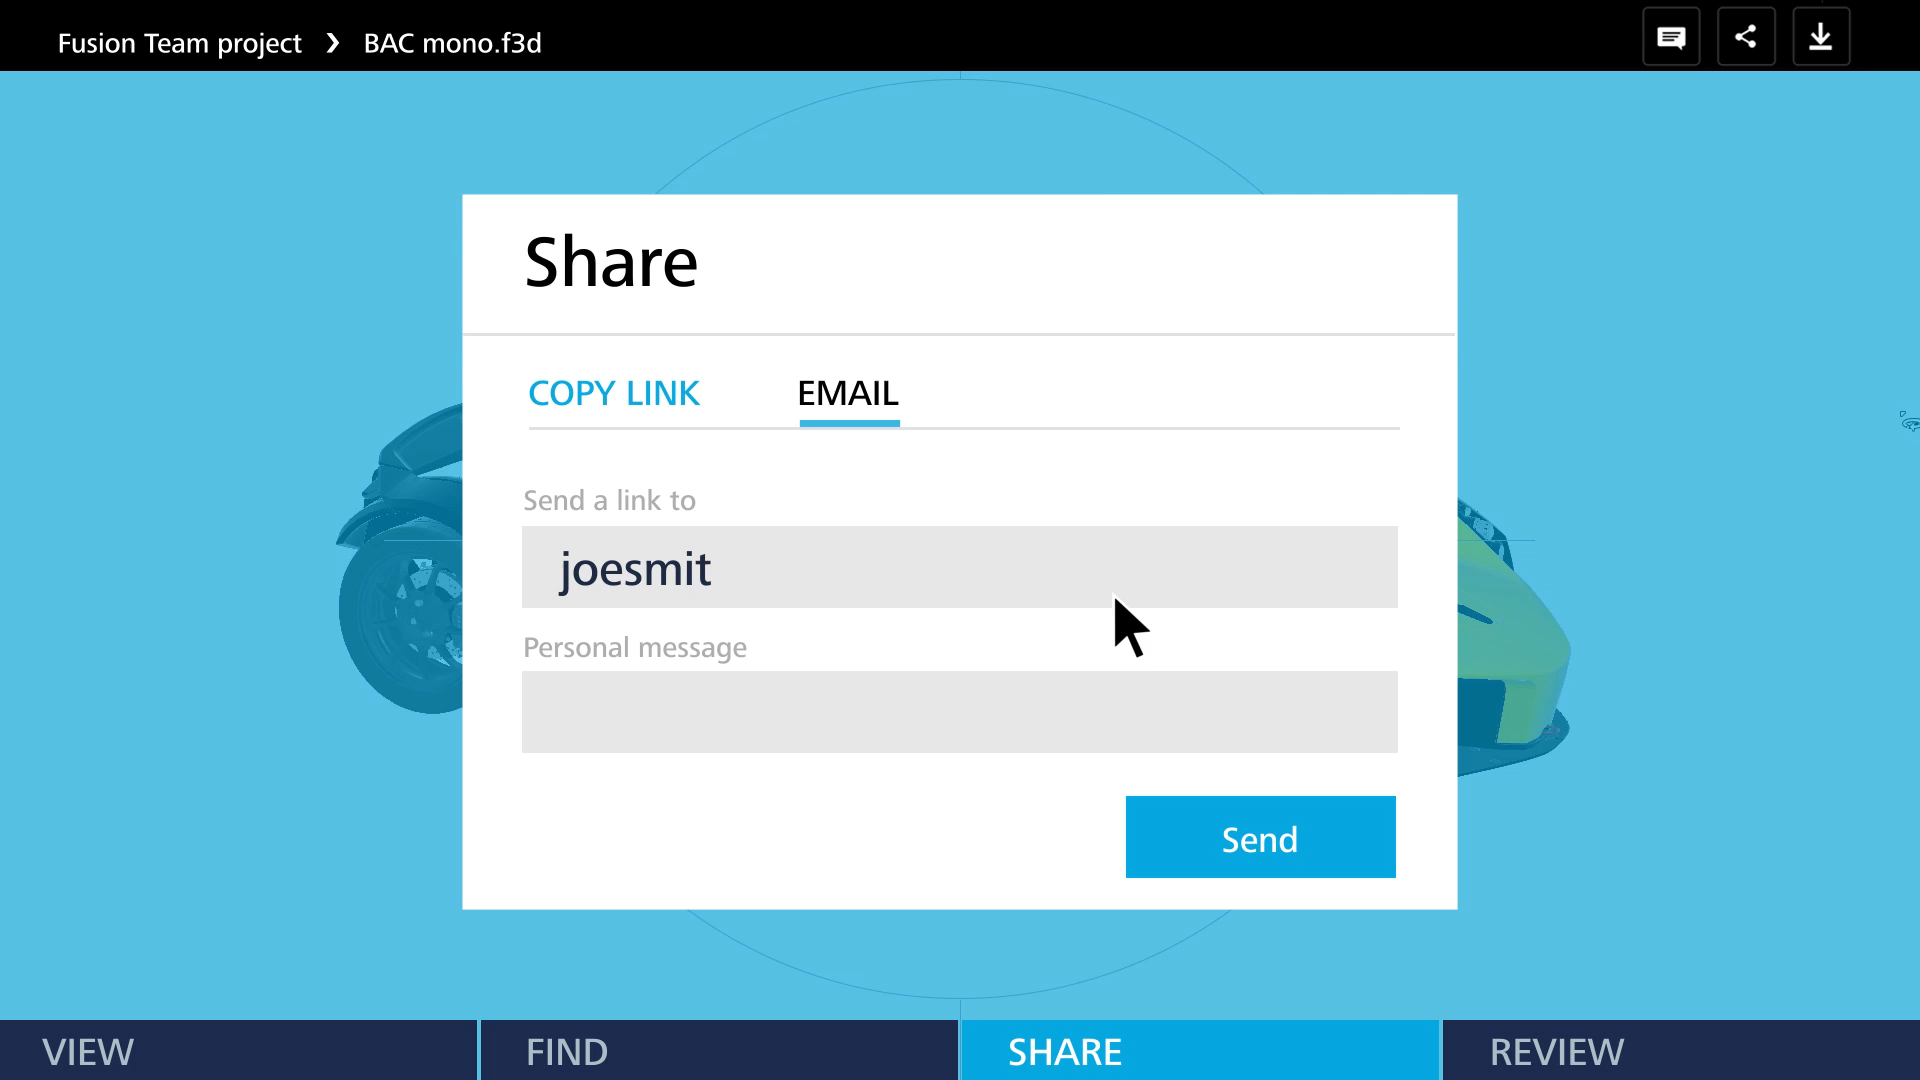 Fusion Team project ❯ BAC mono.f3d
Share
COPY LINK EMAIL
Send a link to
joesmit
Personal message
Send
VIEW FIND SHARE REVIEW